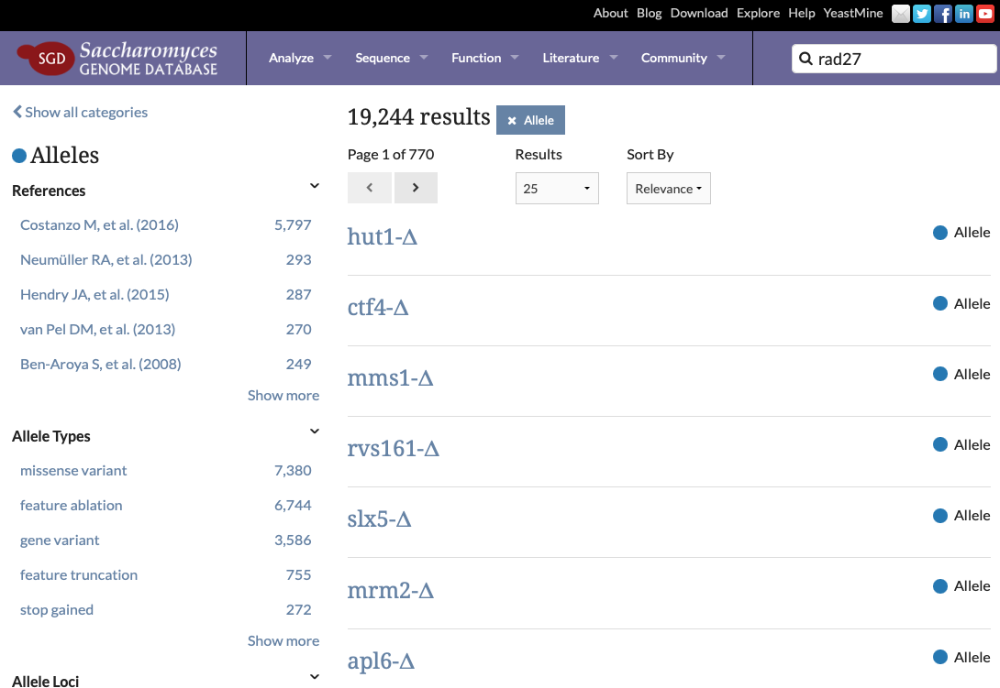 About Blog Download Explore Help YeastMine
SGD Saccharomyces
GENOME DATABASE
Analyze Sequence Function Literature Community
rad27
Show all categories
Alleles
References
Costanzo M, et al. (2016) 5,797
Neumüller RA, et al. (2013) 293
Hendry JA, et al. (2015) 287
van Pel DM, et al. (2013) 270
Ben-Aroya S, et al. (2008) 249
Show more
Allele Types
missense variant 7,380
feature ablation 6,744
gene variant 3,586
feature truncation 755
stop gained 272
Show more
Allele Loci
19,244 results × Allele
Page 1 of 770
Results
Sort By
25
Relevance
hut1-Δ Allele
ctf4-Δ Allele
mms1-Δ Allele
rvs161-Δ Allele
slx5-Δ Allele
mrm2-Δ Allele
apl6-Δ Allele